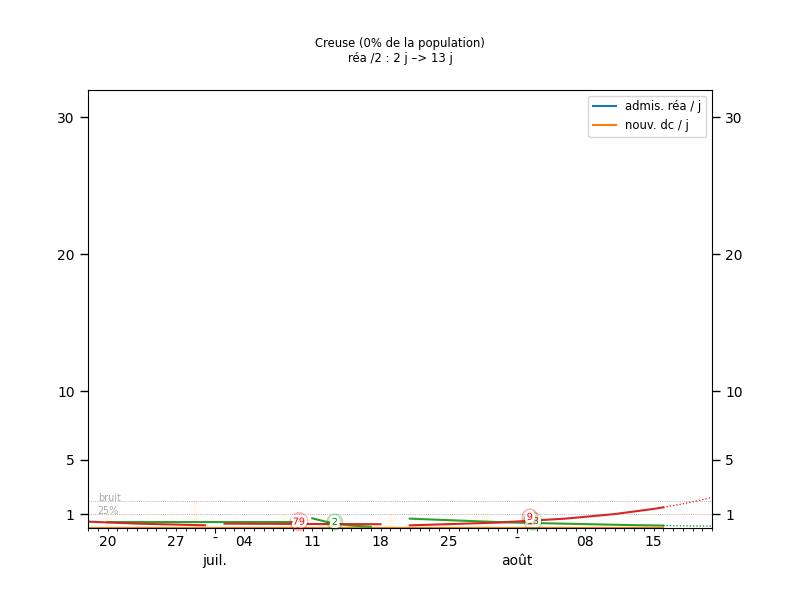 Creuse (0% de la population)
réa /2 : 2 j –> 13 j
admis. réa / j
nouv. dc / j
30 30
20 20
10 10
5 5
bruit
25%
1 1
79 2 9
20 27 - 04 11 18 25 - 08 15
juil. août